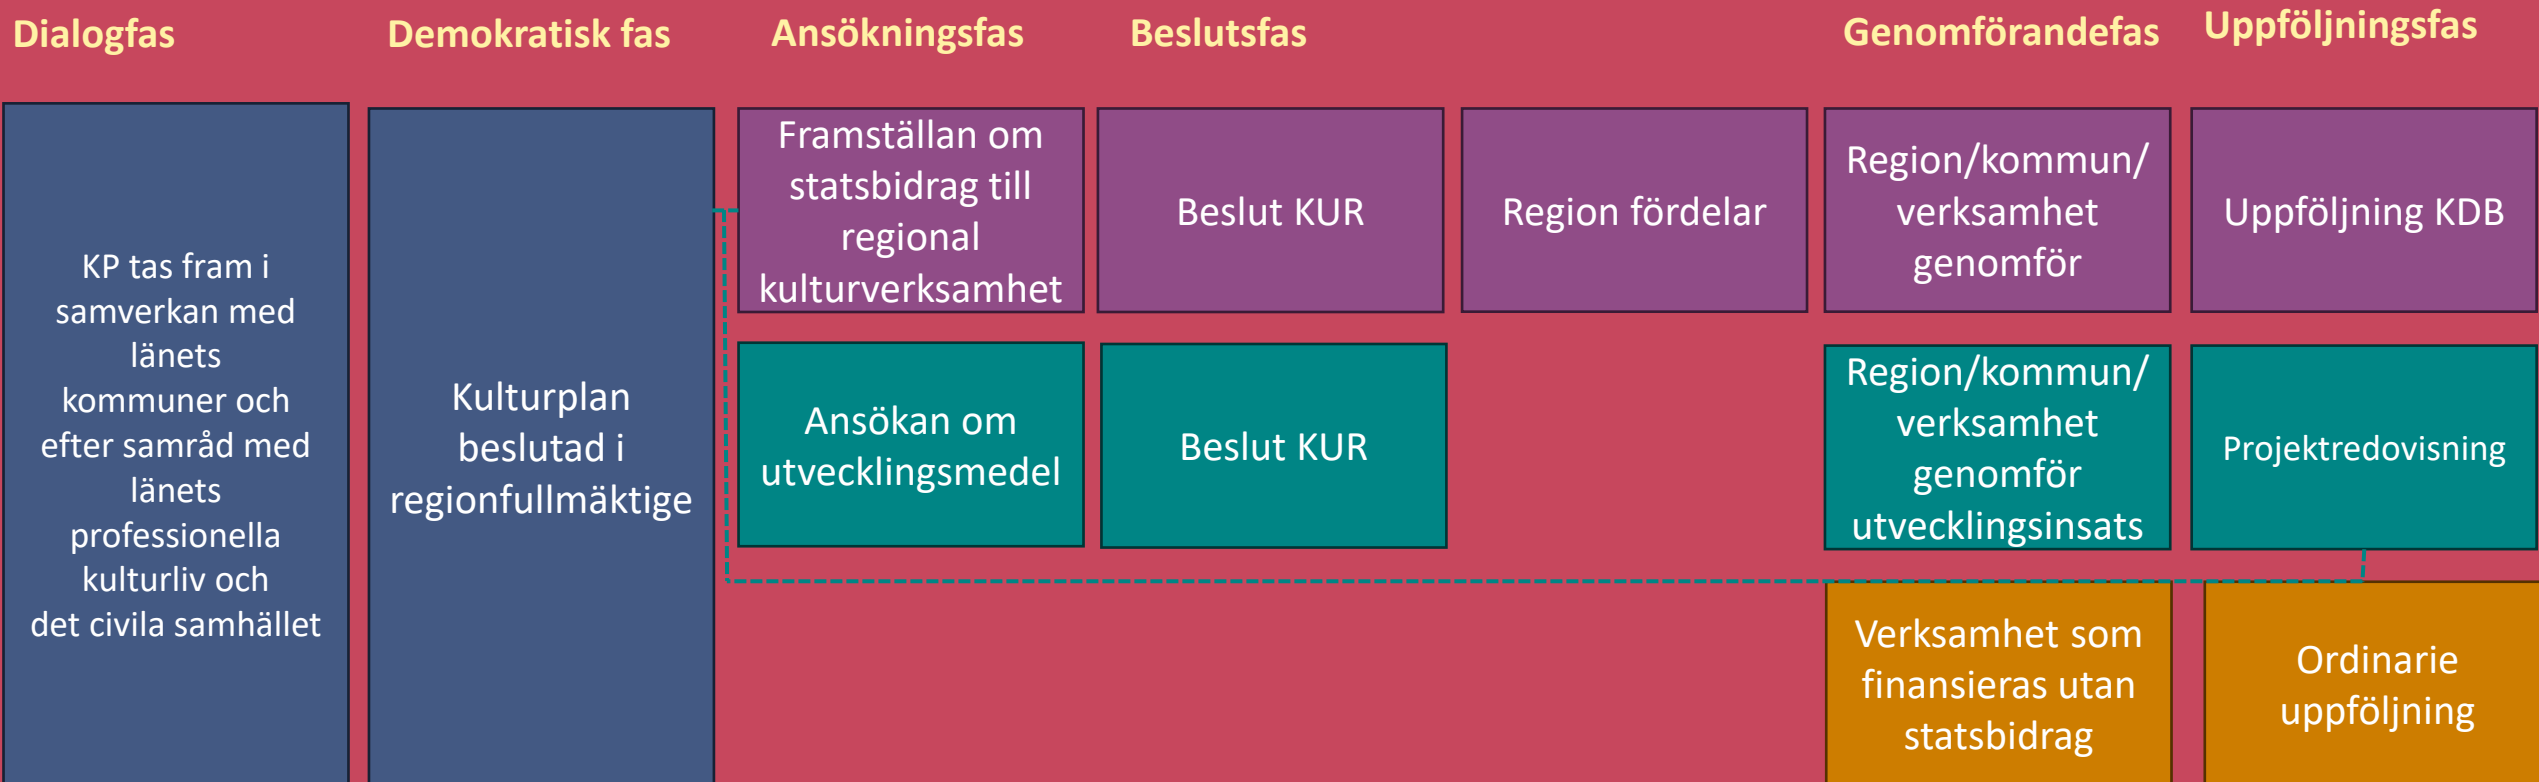 Dialogfas
Demokratisk fas
Ansökningsfas
Beslutsfas
Genomförandefas
Uppföljningsfas
KP tas fram i
samverkan med
länets
kommuner och
efter samråd med
länets
professionella
kulturliv och
det civila samhället
Kulturplan
beslutad i
regionfullmäktige
Framställan om
statsbidrag till
regional
kulturverksamhet
Beslut KUR
Region fördelar
Region/kommun/
verksamhet
genomför
Uppföljning KDB
Ansökan om
utvecklingsmedel
Beslut KUR
Region/kommun/
verksamhet
genomför
utvecklingsinsats
Projektredovisning
Verksamhet som
finansieras utan
statsbidrag
Ordinarie
uppföljning